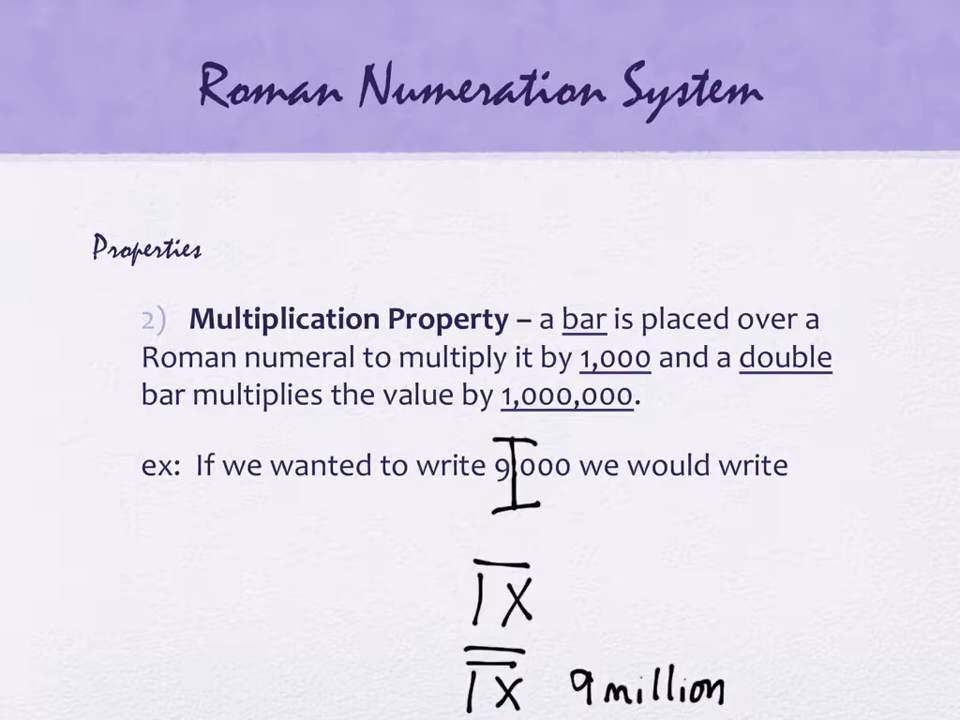 Roman Numeration System
Properties
2) Multiplication Property – a bar is placed over a
Roman numeral to multiply it by 1,000 and a double
bar multiplies the value by 1,000,000.
ex: If we wanted to write 9,000 we would write
I
I̅X̅
I̿X̿ 9 million